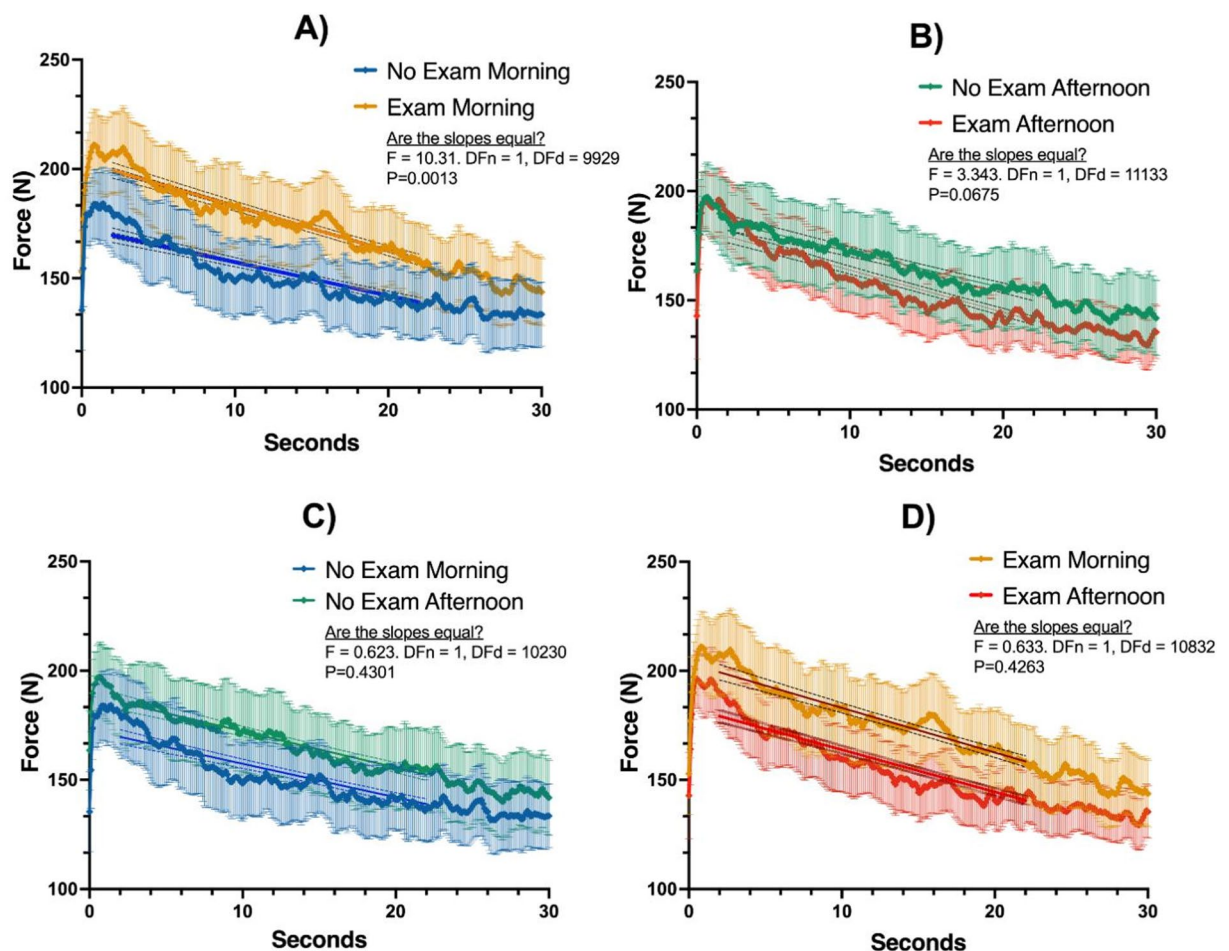 A)
250
200
150
100
Force (N)
No Exam Morning
Exam Morning
Are the slopes equal?
F = 10.31. DFn = 1, DFd = 9929
P=0.0013
0 10 20 30
Seconds
B)
250
200
150
100
Force (N)
No Exam Afternoon
Exam Afternoon
Are the slopes equal?
F = 3.343. DFn = 1, DFd = 11133
P=0.0675
0 10 20 30
Seconds
C)
250
200
150
100
Force (N)
No Exam Morning
No Exam Afternoon
Are the slopes equal?
F = 0.623. DFn = 1, DFd = 10230
P=0.4301
0 10 20 30
Seconds
D)
250
200
150
100
Force (N)
Exam Morning
Exam Afternoon
Are the slopes equal?
F = 0.633. DFn = 1, DFd = 10832
P=0.4263
0 10 20 30
Seconds